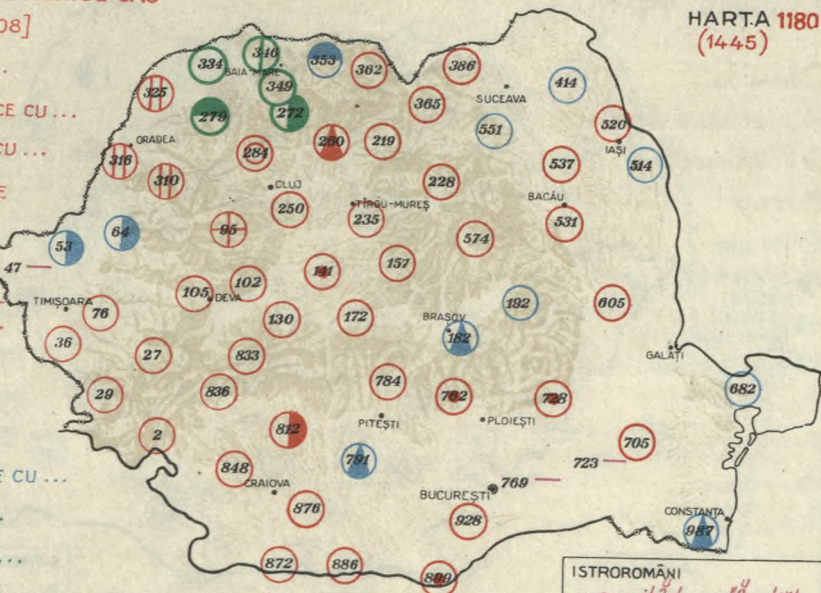 HARTA 1180
(1445)
08]
CE CU ...
CU ...
E
E CU ...
334
346
BAIA-MARE
353
362
386
325
349
365
SUCEAVA
414
279
272
551
520
ORADEA
260
219
IAȘI
316
284
537
514
310
CLUJ
228
BACĂU
250
TÎRGU-MUREȘ
235
531
95
64
53
574
47
141
157
105
102
DEVA
192
605
TIMIȘOARA
76
130
172
BRAȘOV
182
36
27
833
GALAȚI
29
836
784
762
728
682
PITEȘTI
PLOIEȘTI
2
812
705
791
723
848
CRAIOVA
769
BUCUREȘTI
876
928
CONSTANȚA
987
872
886
899
ISTROROMÂNI